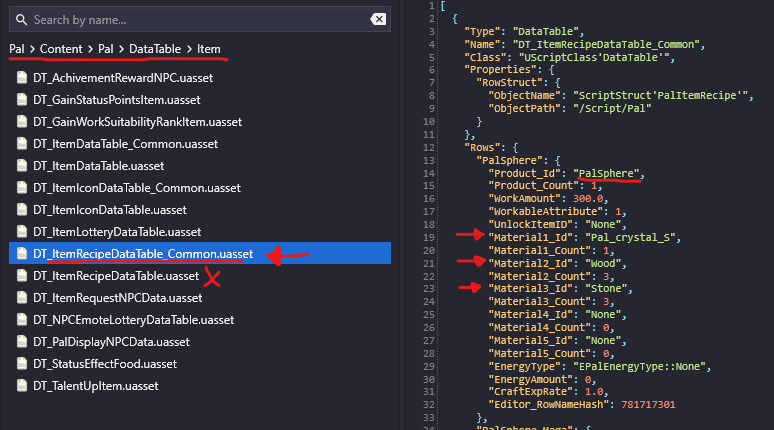 Search by name...
Pal > Content > Pal > DataTable > Item
DT_AchivementRewardNPC.uasset
DT_GainStatusPointsItem.uasset
DT_GainWorkSuitabilityRankItem.uasset
DT_ItemDataTable_Common.uasset
DT_ItemDataTable.uasset
DT_ItemIconDataTable_Common.uasset
DT_ItemIconDataTable.uasset
DT_ItemLotteryDataTable.uasset
DT_ItemRecipeDataTable_Common.uasset
DT_ItemRecipeDataTable.uasset
DT_ItemRequestNPCData.uasset
DT_NPCEmoteLotteryDataTable.uasset
DT_PalDisplayNPCData.uasset
DT_StatusEffectFood.uasset
DT_TalentUpItem.uasset
1 [
2 {
3 "Type": "DataTable",
4 "Name": "DT_ItemRecipeDataTable_Common",
5 "Class": "UScriptClass'DataTable'",
6 "Properties": {
7 "RowStruct": {
8 "ObjectName": "ScriptStruct'PalItemRecipe'",
9 "ObjectPath": "/Script/Pal"
10 }
11 },
12 "Rows": {
13 "PalSphere": {
14 "Product_Id": "PalSphere",
15 "Product_Count": 1,
16 "WorkAmount": 300.0,
17 "WorkableAttribute": 1,
18 "UnlockItemID": "None",
19 "Material1_Id": "Pal_crystal_S",
20 "Material1_Count": 1,
21 "Material2_Id": "Wood",
22 "Material2_Count": 3,
23 "Material3_Id": "Stone",
24 "Material3_Count": 3,
25 "Material4_Id": "None",
26 "Material4_Count": 0,
27 "Material5_Id": "None",
28 "Material5_Count": 0,
29 "EnergyType": "EPalEnergyType::None",
30 "EnergyAmount": 0,
31 "CraftExpRate": 1.0,
32 "Editor_RowNameHash": 781717301
33 },
34 "PalSphere_Mega": {